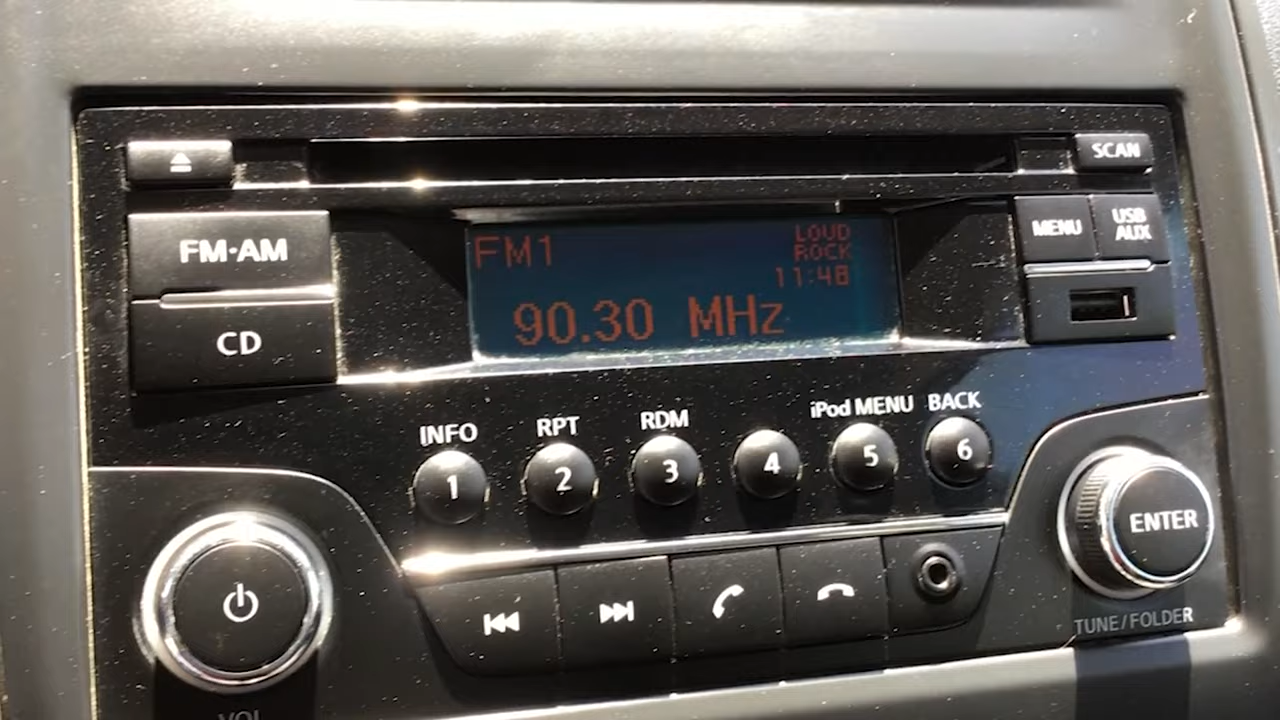 SCAN
FM·AM
MENU
USB
AUX
FM1
LOUD
ROCK
11:48
90.30 MHz
CD
INFO
RPT
RDM
iPod MENU
BACK
1
2
3
4
5
6
ENTER
TUNE/FOLDER
VOL